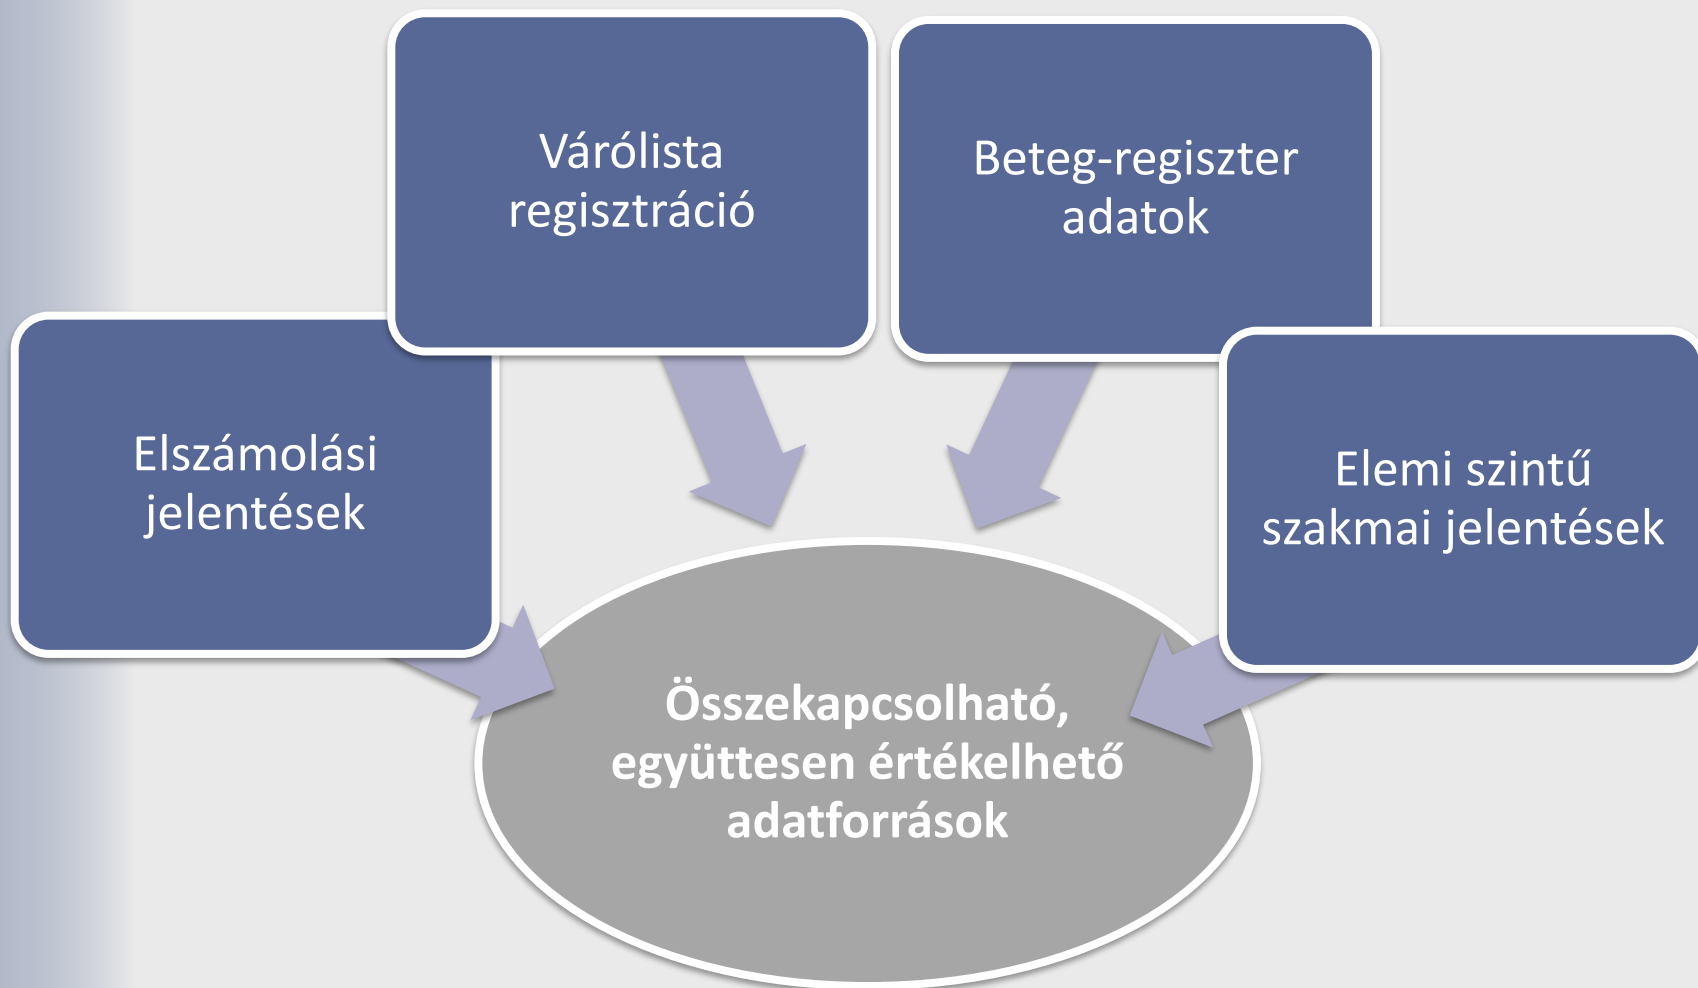 Várólista
regisztráció
Beteg-regiszter
adatok
Elszámolási
jelentések
Elemi szintű
szakmai jelentések
Összekapcsolható,
együttesen értékelhető
adatforrások